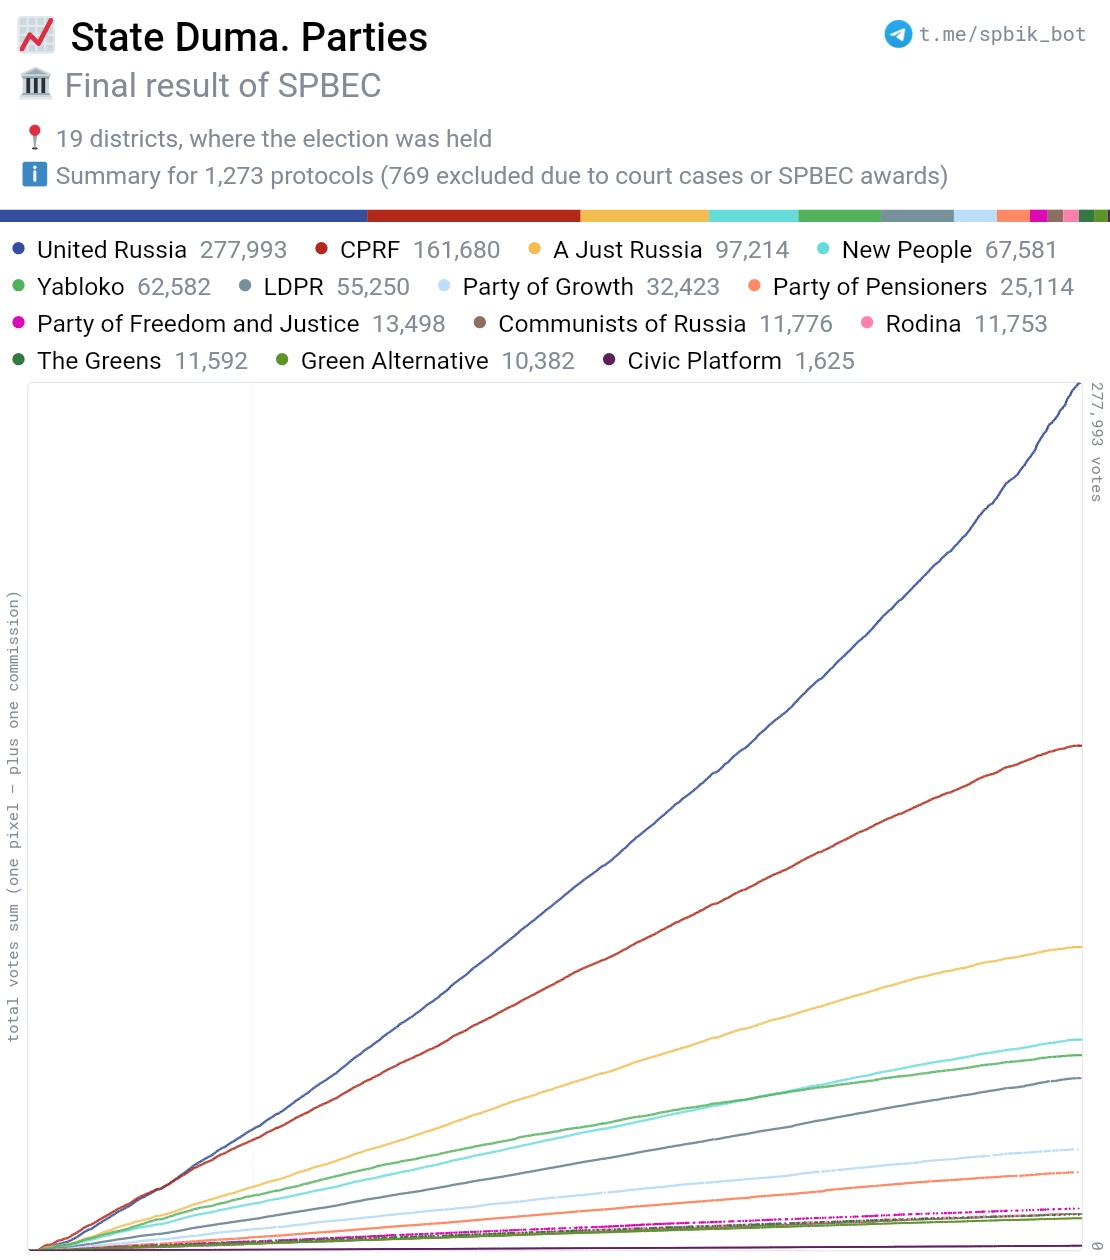 State Duma. Parties
t.me/spbik_bot
Final result of SPBEC
19 districts, where the election was held
Summary for 1,273 protocols (769 excluded due to court cases or SPBEC awards)
United Russia 277,993 CPRF 161,680 A Just Russia 97,214 New People 67,581
Yabloko 62,582 LDPR 55,250 Party of Growth 32,423 Party of Pensioners 25,114
Party of Freedom and Justice 13,498 Communists of Russia 11,776 Rodina 11,753
The Greens 11,592 Green Alternative 10,382 Civic Platform 1,625
277,993 votes
total votes sum (one pixel – plus one commission)
0